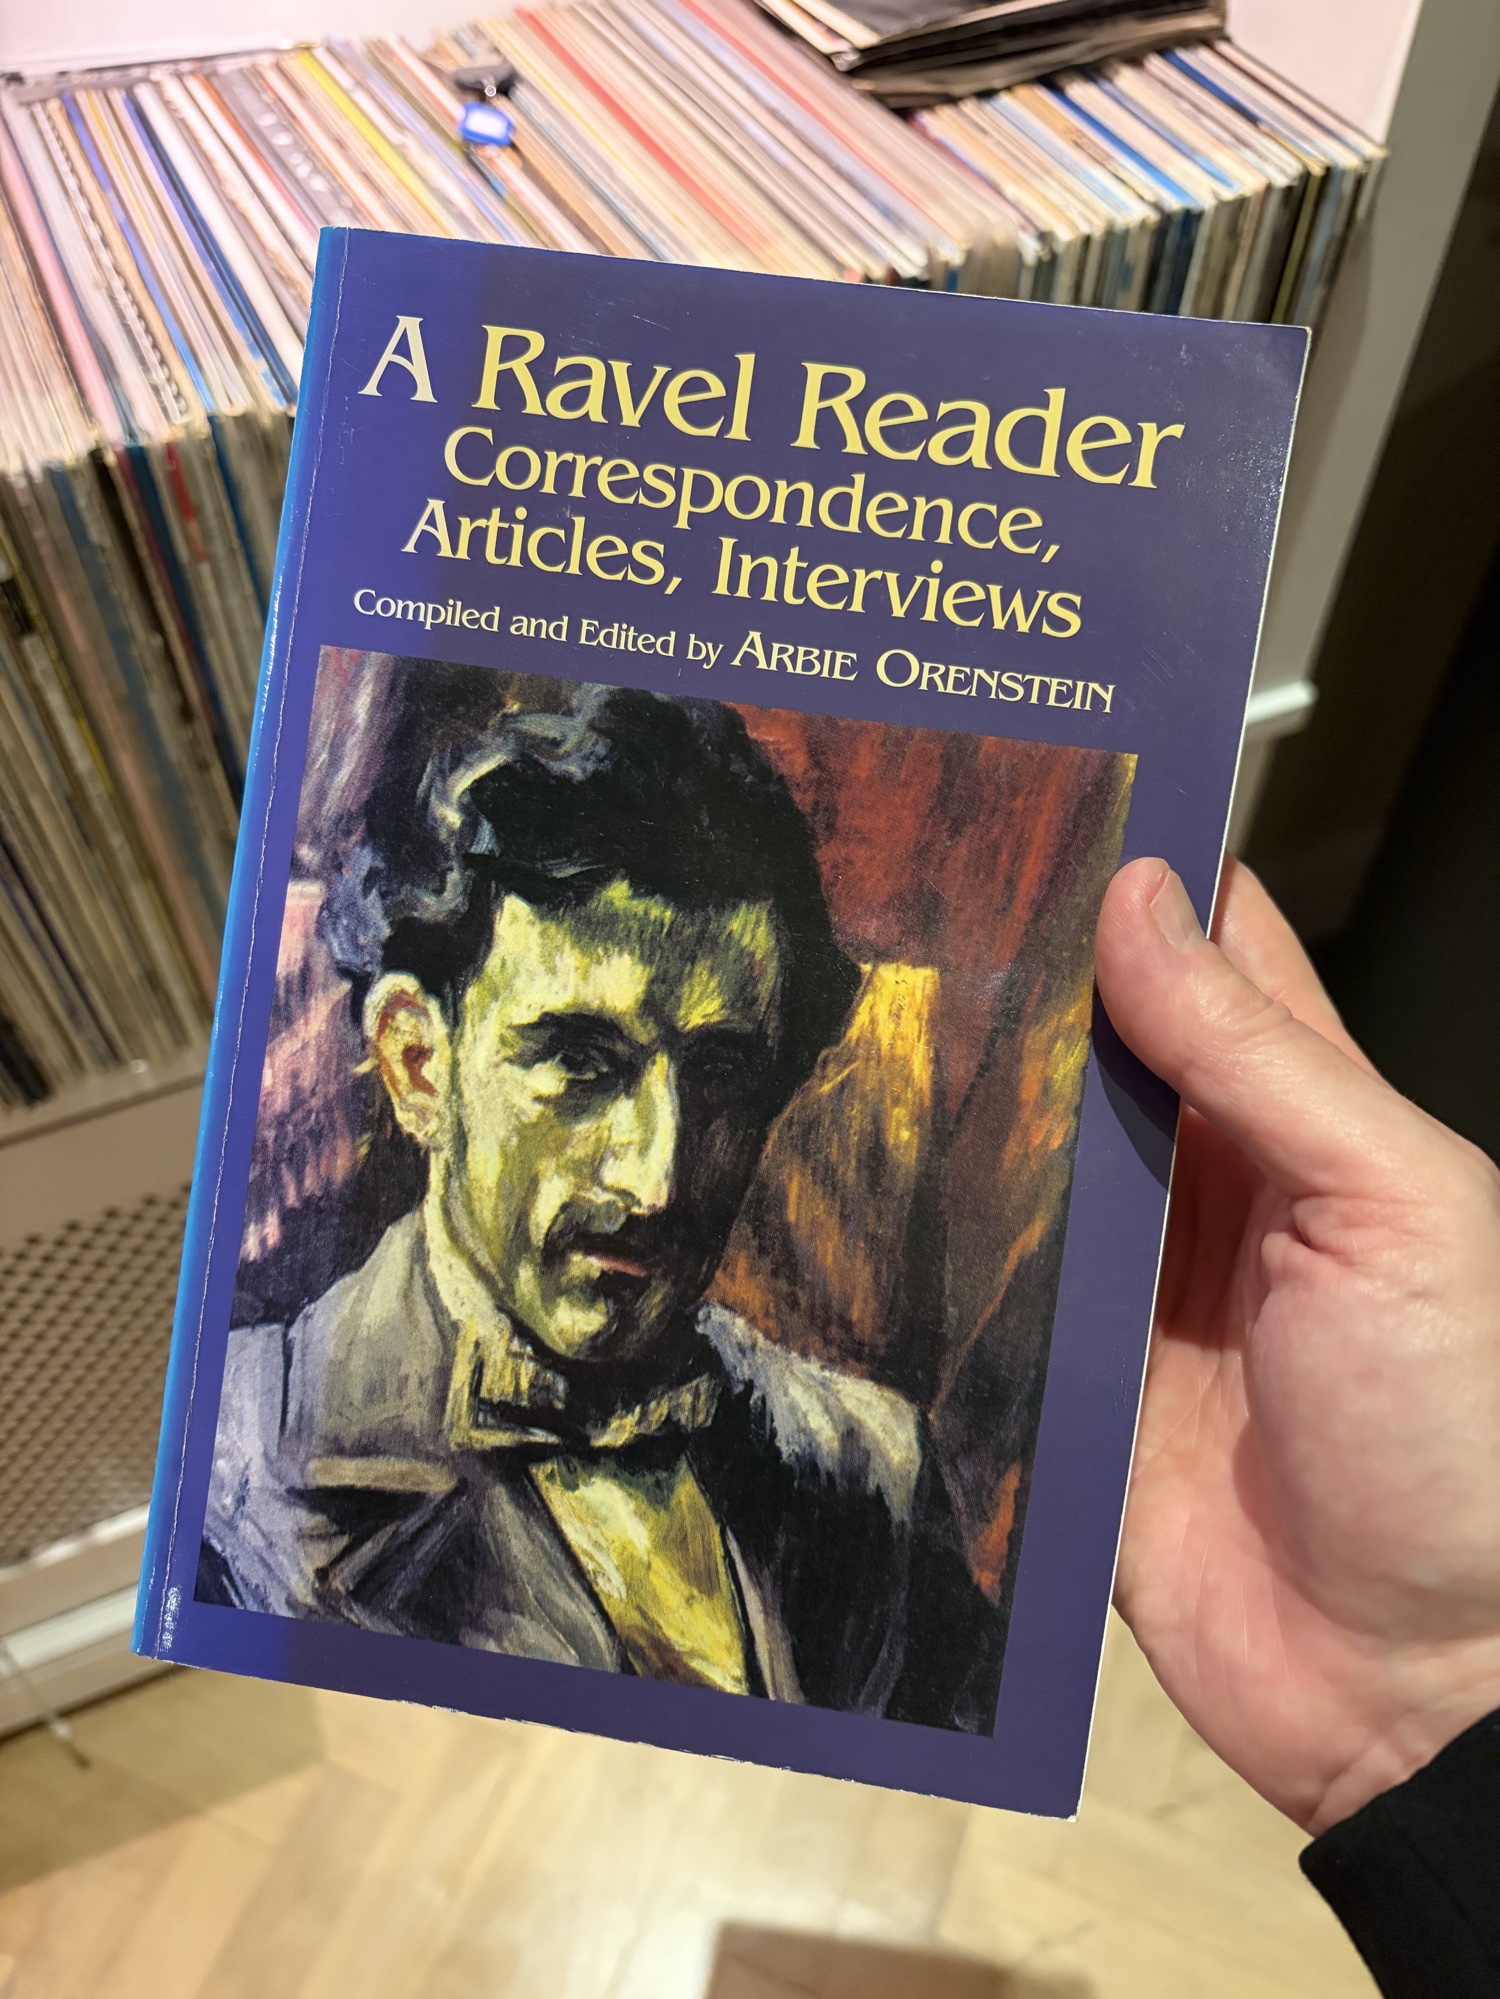 A Ravel Reader
Correspondence,
Articles, Interviews
Compiled and Edited by ARBIE ORENSTEIN